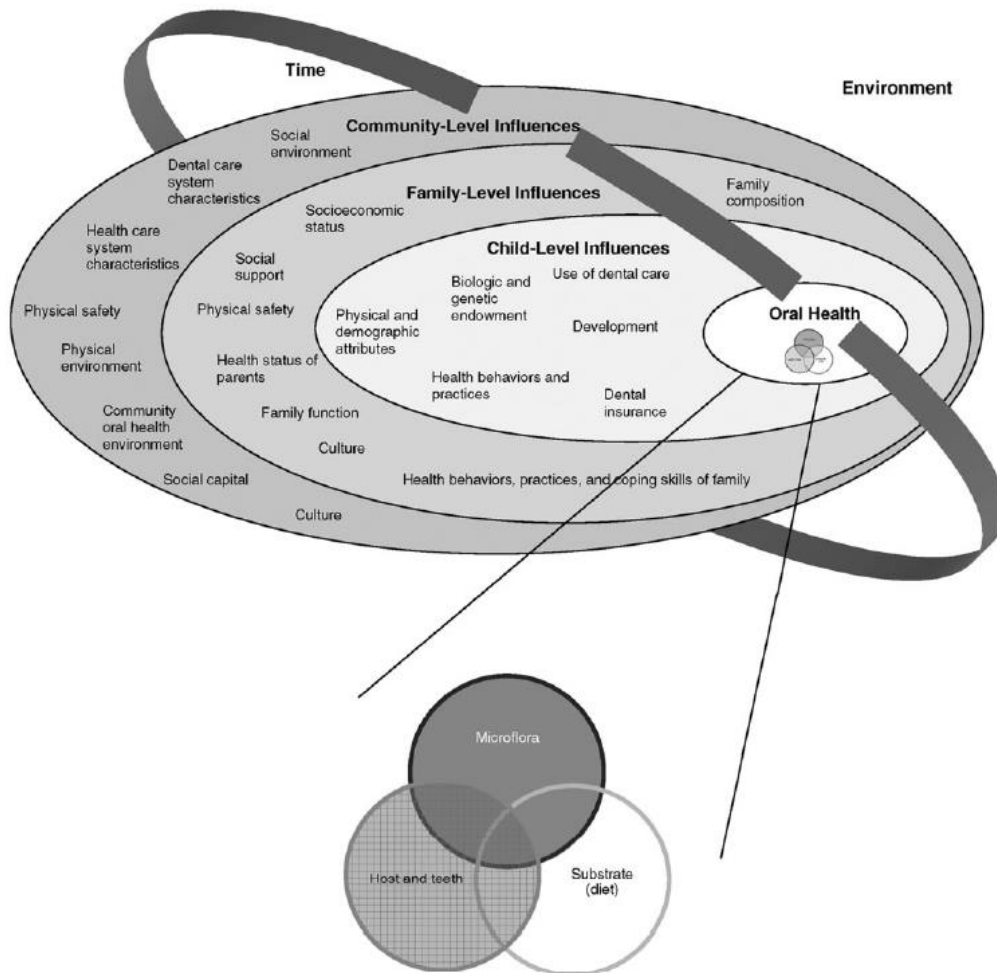 Time
Environment
Community-Level Influences
Social
environment
Dental care
system
characteristics
Family-Level Influences
Family
composition
Socioeconomic
status
Health care
system
characteristics
Child-Level Influences
Social
support
Biologic and
genetic
endowment
Use of dental care
Physical safety
Physical safety
Physical and
demographic
attributes
Development
Oral Health
Physical
environment
Health status of
parents
Health behaviors and
practices
Dental
insurance
Community
oral health
environment
Family function
Culture
Social capital
Health behaviors, practices, and coping skills of family
Culture
Microflora
Host and teeth
Substrate
(diet)